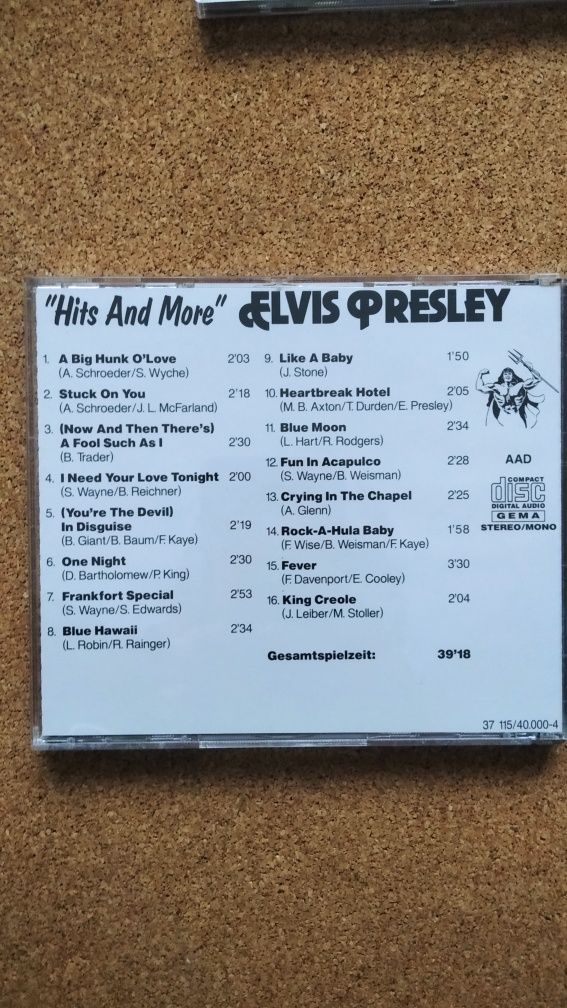 "Hits And More" ELVIS PRESLEY
1. A Big Hunk O'Love 2'03
(A. Schroeder/S. Wyche)
2. Stuck On You 2'18
(A. Schroeder/J. L. McFarland)
3. (Now And Then There's)
A Fool Such As I 2'30
(B. Trader)
4. I Need Your Love Tonight 2'00
(S. Wayne/B. Reichner)
5. (You're The Devil)
In Disguise 2'19
(B. Giant/B. Baum/F. Kaye)
6. One Night 2'30
(D. Bartholomew/P. King)
7. Frankfort Special 2'53
(S. Wayne/S. Edwards)
8. Blue Hawaii 2'34
(L. Robin/R. Rainger)
9. Like A Baby 1'50
(J. Stone)
10. Heartbreak Hotel 2'05
(M. B. Axton/T. Durden/E. Presley)
11. Blue Moon 2'34
(L. Hart/R. Rodgers)
12. Fun In Acapulco 2'28
(S. Wayne/B. Weisman)
13. Crying In The Chapel 2'25
(A. Glenn)
14. Rock-A-Hula Baby 1'58
(F. Wise/B. Weisman/F. Kaye)
15. Fever 3'30
(F. Davenport/E. Cooley)
16. King Creole 2'04
(J. Leiber/M. Stoller)
Gesamtspielzeit: 39'18
AAD
COMPACT
disc
DIGITAL AUDIO
GEMA
STEREO/MONO
37 115/40.000-4